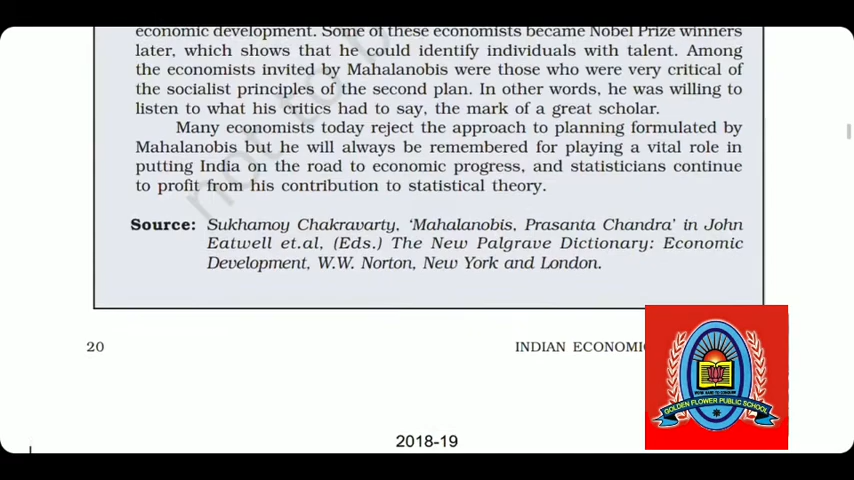 economic development. Some of these economists became Nobel Prize winners
later, which shows that he could identify individuals with talent. Among
the economists invited by Mahalanobis were those who were very critical of
the socialist principles of the second plan. In other words, he was willing to
listen to what his critics had to say, the mark of a great scholar.
Many economists today reject the approach to planning formulated by
Mahalanobis but he will always be remembered for playing a vital role in
putting India on the road to economic progress, and statisticians continue
to profit from his contribution to statistical theory.
Source: Sukhamoy Chakravarty, ‘Mahalanobis, Prasanta Chandra’ in John
Eatwell et.al, (Eds.) The New Palgrave Dictionary: Economic
Development, W.W. Norton, New York and London.
20 INDIAN ECONOMIC
GOLDEN FLOWER PUBLIC SCHOOL
2018-19